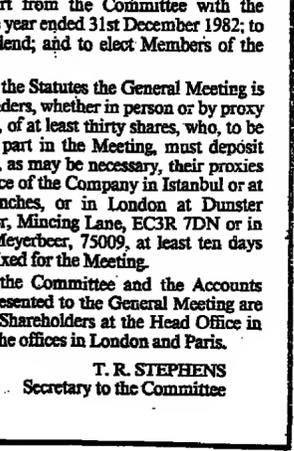 rt from the Committee with the
year ended 31st December 1982; to
lend; and to elect Members of the
the Statutes the General Meeting is
ders, whether in person or by proxy
, of at least thirty shares, who, to be
part in the Meeting, must deposit
, as may be necessary, their proxies
ce of the Company in Istanbul or at
nches, or in London at Dunster
r, Mincing Lane, EC3R 7DN or in
Meyerbeer, 75009, at least ten days
ixed for the Meeting.
the Committee and the Accounts
esented to the General Meeting are
Shareholders at the Head Office in
he offices in London and Paris.
T. R. STEPHENS
Secretary to the Committee